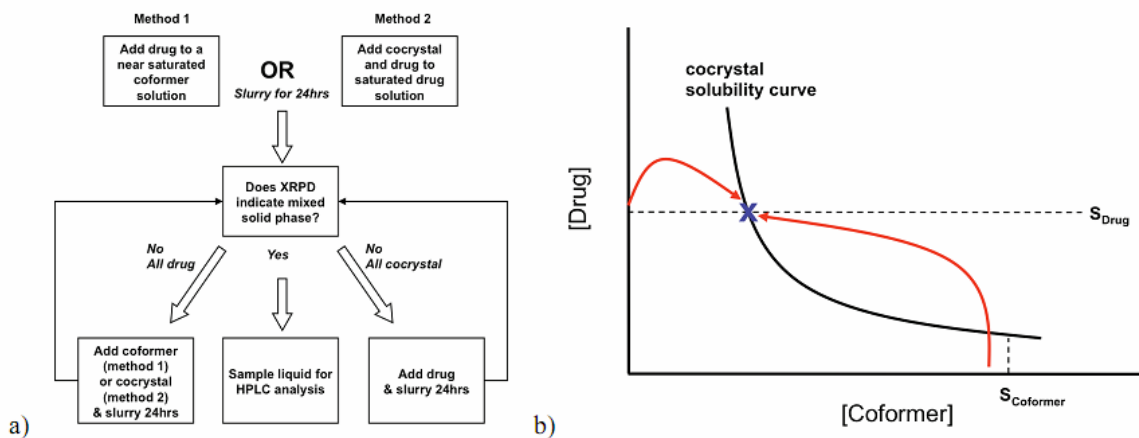 Method 1
Add drug to a
near saturated
coformer
solution
OR
Slurry for 24hrs
Method 2
Add cocrystal
and drug to
saturated drug
solution
Does XRPD
indicate mixed
solid phase?
No
All drug
Yes
No
All cocrystal
Add coformer
(method 1)
or cocrystal
(method 2)
& slurry 24hrs
Sample liquid for
HPLC analysis
Add drug
& slurry 24hrs
a)
cocrystal
solubility curve
[Drug]
X
SDrug
SCoformer
[Coformer]
b)